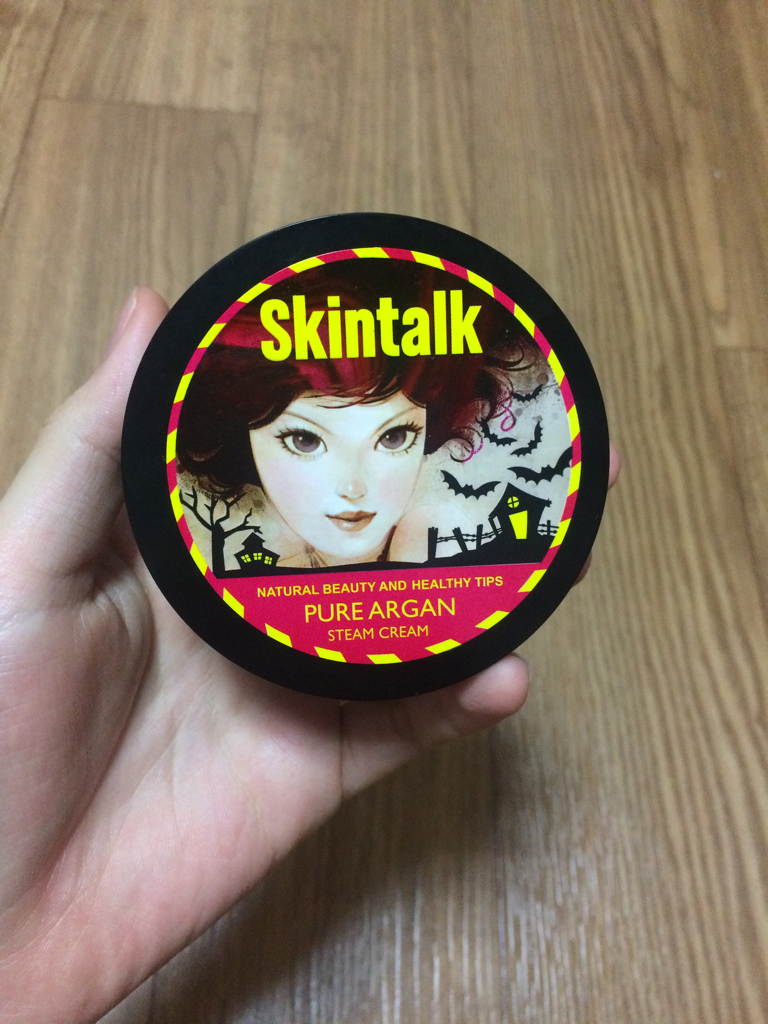 Skintalk
NATURAL BEAUTY AND HEALTHY TIPS
PURE ARGAN
STEAM CREAM